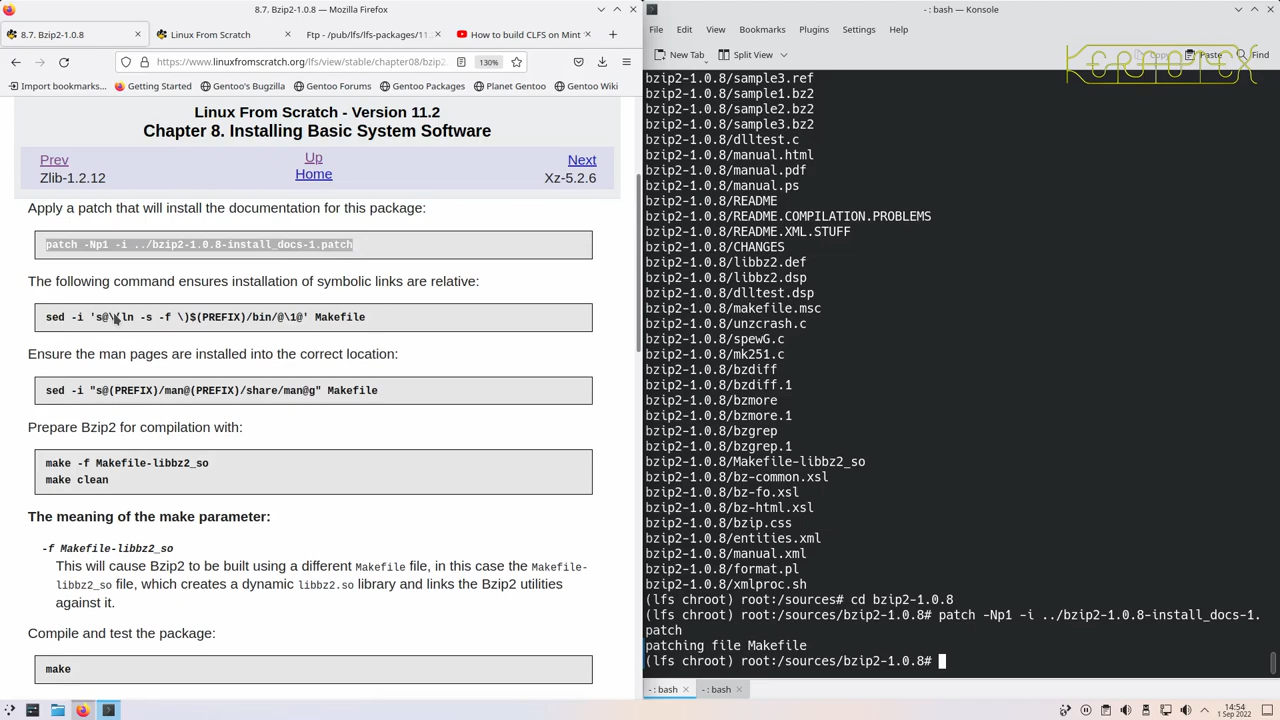 8.7. Bzip2-1.0.8 — Mozilla Firefox
8.7. Bzip2-1.0.8
Linux From Scratch
Ftp - /pub/lfs/lfs-packages/11.
How to build CLFS on Mint
https://www.linuxfromscratch.org/lfs/view/stable/chapter08/bzip2
130%
Import bookmarks...
Getting Started
Gentoo's Bugzilla
Gentoo Forums
Gentoo Packages
Planet Gentoo
Gentoo Wiki
Linux From Scratch - Version 11.2
Chapter 8. Installing Basic System Software
Prev
Up
Next
Zlib-1.2.12
Home
Xz-5.2.6
Apply a patch that will install the documentation for this package:
patch -Np1 -i ../bzip2-1.0.8-install_docs-1.patch
The following command ensures installation of symbolic links are relative:
sed -i 's@\(ln -s -f \)$(PREFIX)/bin/@\1@' Makefile
Ensure the man pages are installed into the correct location:
sed -i "s@(PREFIX)/man@(PREFIX)/share/man@g" Makefile
Prepare Bzip2 for compilation with:
make -f Makefile-libbz2_so
make clean
The meaning of the make parameter:
-f Makefile-libbz2_so
This will cause Bzip2 to be built using a different Makefile file, in this case the Makefile-
libbz2_so file, which creates a dynamic libbz2.so library and links the Bzip2 utilities
against it.
Compile and test the package:
make
- : bash — Konsole
File
Edit
View
Bookmarks
Plugins
Settings
Help
New Tab
Split View
Copy
Paste
Find
KERNOTEX
bzip2-1.0.8/sample3.ref
bzip2-1.0.8/sample1.bz2
bzip2-1.0.8/sample2.bz2
bzip2-1.0.8/sample3.bz2
bzip2-1.0.8/dlltest.c
bzip2-1.0.8/manual.html
bzip2-1.0.8/manual.pdf
bzip2-1.0.8/manual.ps
bzip2-1.0.8/README
bzip2-1.0.8/README.COMPILATION.PROBLEMS
bzip2-1.0.8/README.XML.STUFF
bzip2-1.0.8/CHANGES
bzip2-1.0.8/libbz2.def
bzip2-1.0.8/libbz2.dsp
bzip2-1.0.8/dlltest.dsp
bzip2-1.0.8/makefile.msc
bzip2-1.0.8/unzcrash.c
bzip2-1.0.8/spewG.c
bzip2-1.0.8/mk251.c
bzip2-1.0.8/bzdiff
bzip2-1.0.8/bzdiff.1
bzip2-1.0.8/bzmore
bzip2-1.0.8/bzmore.1
bzip2-1.0.8/bzgrep
bzip2-1.0.8/bzgrep.1
bzip2-1.0.8/Makefile-libbz2_so
bzip2-1.0.8/bz-common.xsl
bzip2-1.0.8/bz-fo.xsl
bzip2-1.0.8/bz-html.xsl
bzip2-1.0.8/bzip.css
bzip2-1.0.8/entities.xml
bzip2-1.0.8/manual.xml
bzip2-1.0.8/format.pl
bzip2-1.0.8/xmlproc.sh
(lfs chroot) root:/sources# cd bzip2-1.0.8
(lfs chroot) root:/sources/bzip2-1.0.8# patch -Np1 -i ../bzip2-1.0.8-install_docs-1.
patch
patching file Makefile
(lfs chroot) root:/sources/bzip2-1.0.8#
- : bash
- : bash
14:54
1 Sep 2022